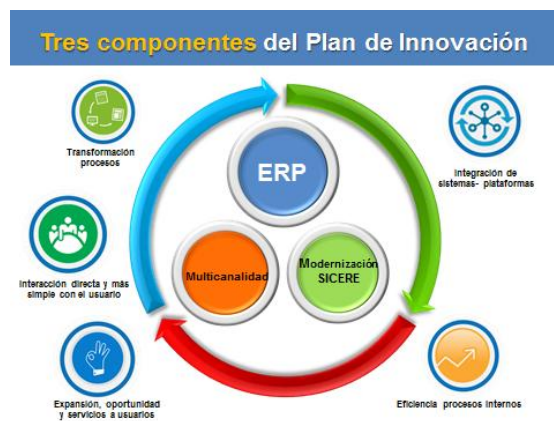 Tres componentes del Plan de Innovación
Transformación
procesos
Integración de
sistemas- plataformas
ERP
Interacción directa y más
simple con el usuario
Multicanalidad
Modernización
SICERE
Expansión, oportunidad
y servicios a usuarios
Eficiencia procesos internos